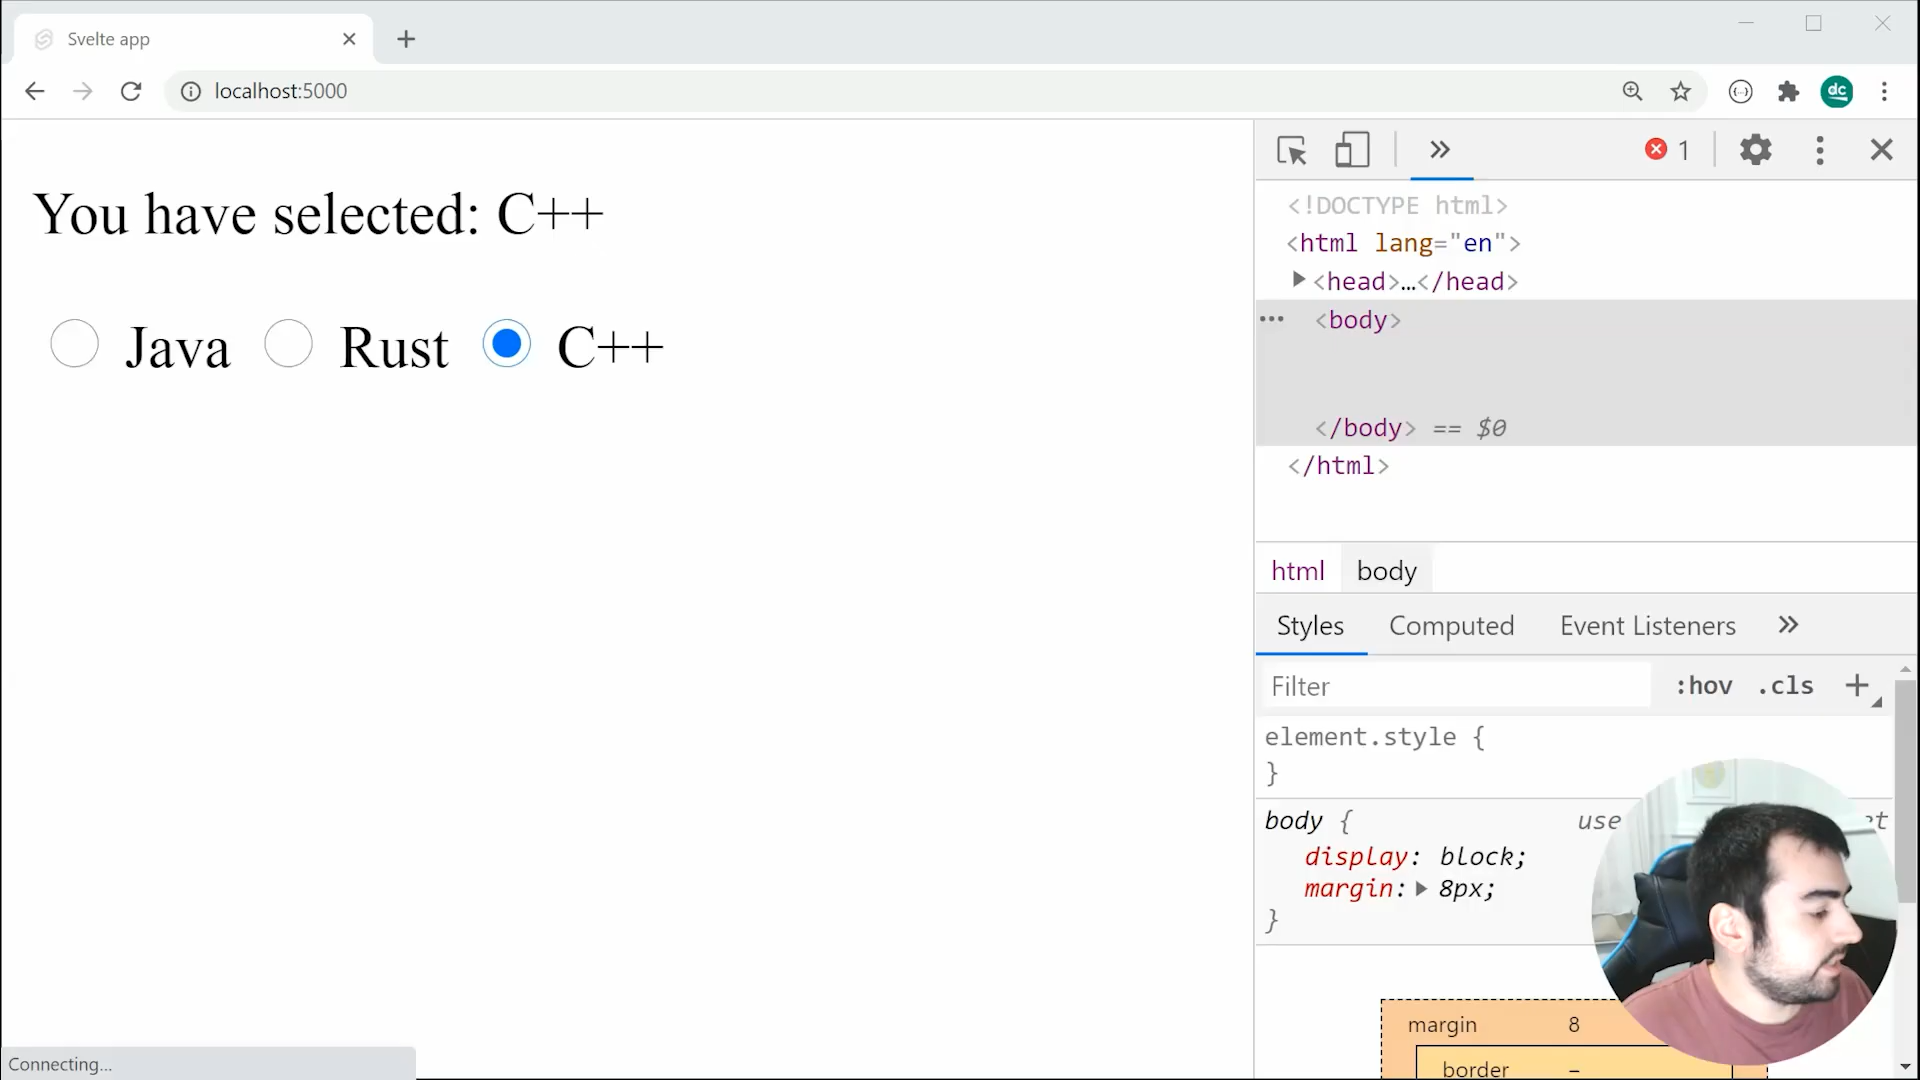 Svelte app
localhost:5000
dc
You have selected: C++
Java Rust C++
1
<!DOCTYPE html>
<html lang="en">
<head>…</head>
<body>
</body> == $0
</html>
html body
Styles Computed Event Listeners
Filter :hov .cls
element.style {
}
body { use
display: block;
margin: 8px;
}
margin 8
border –
Connecting...